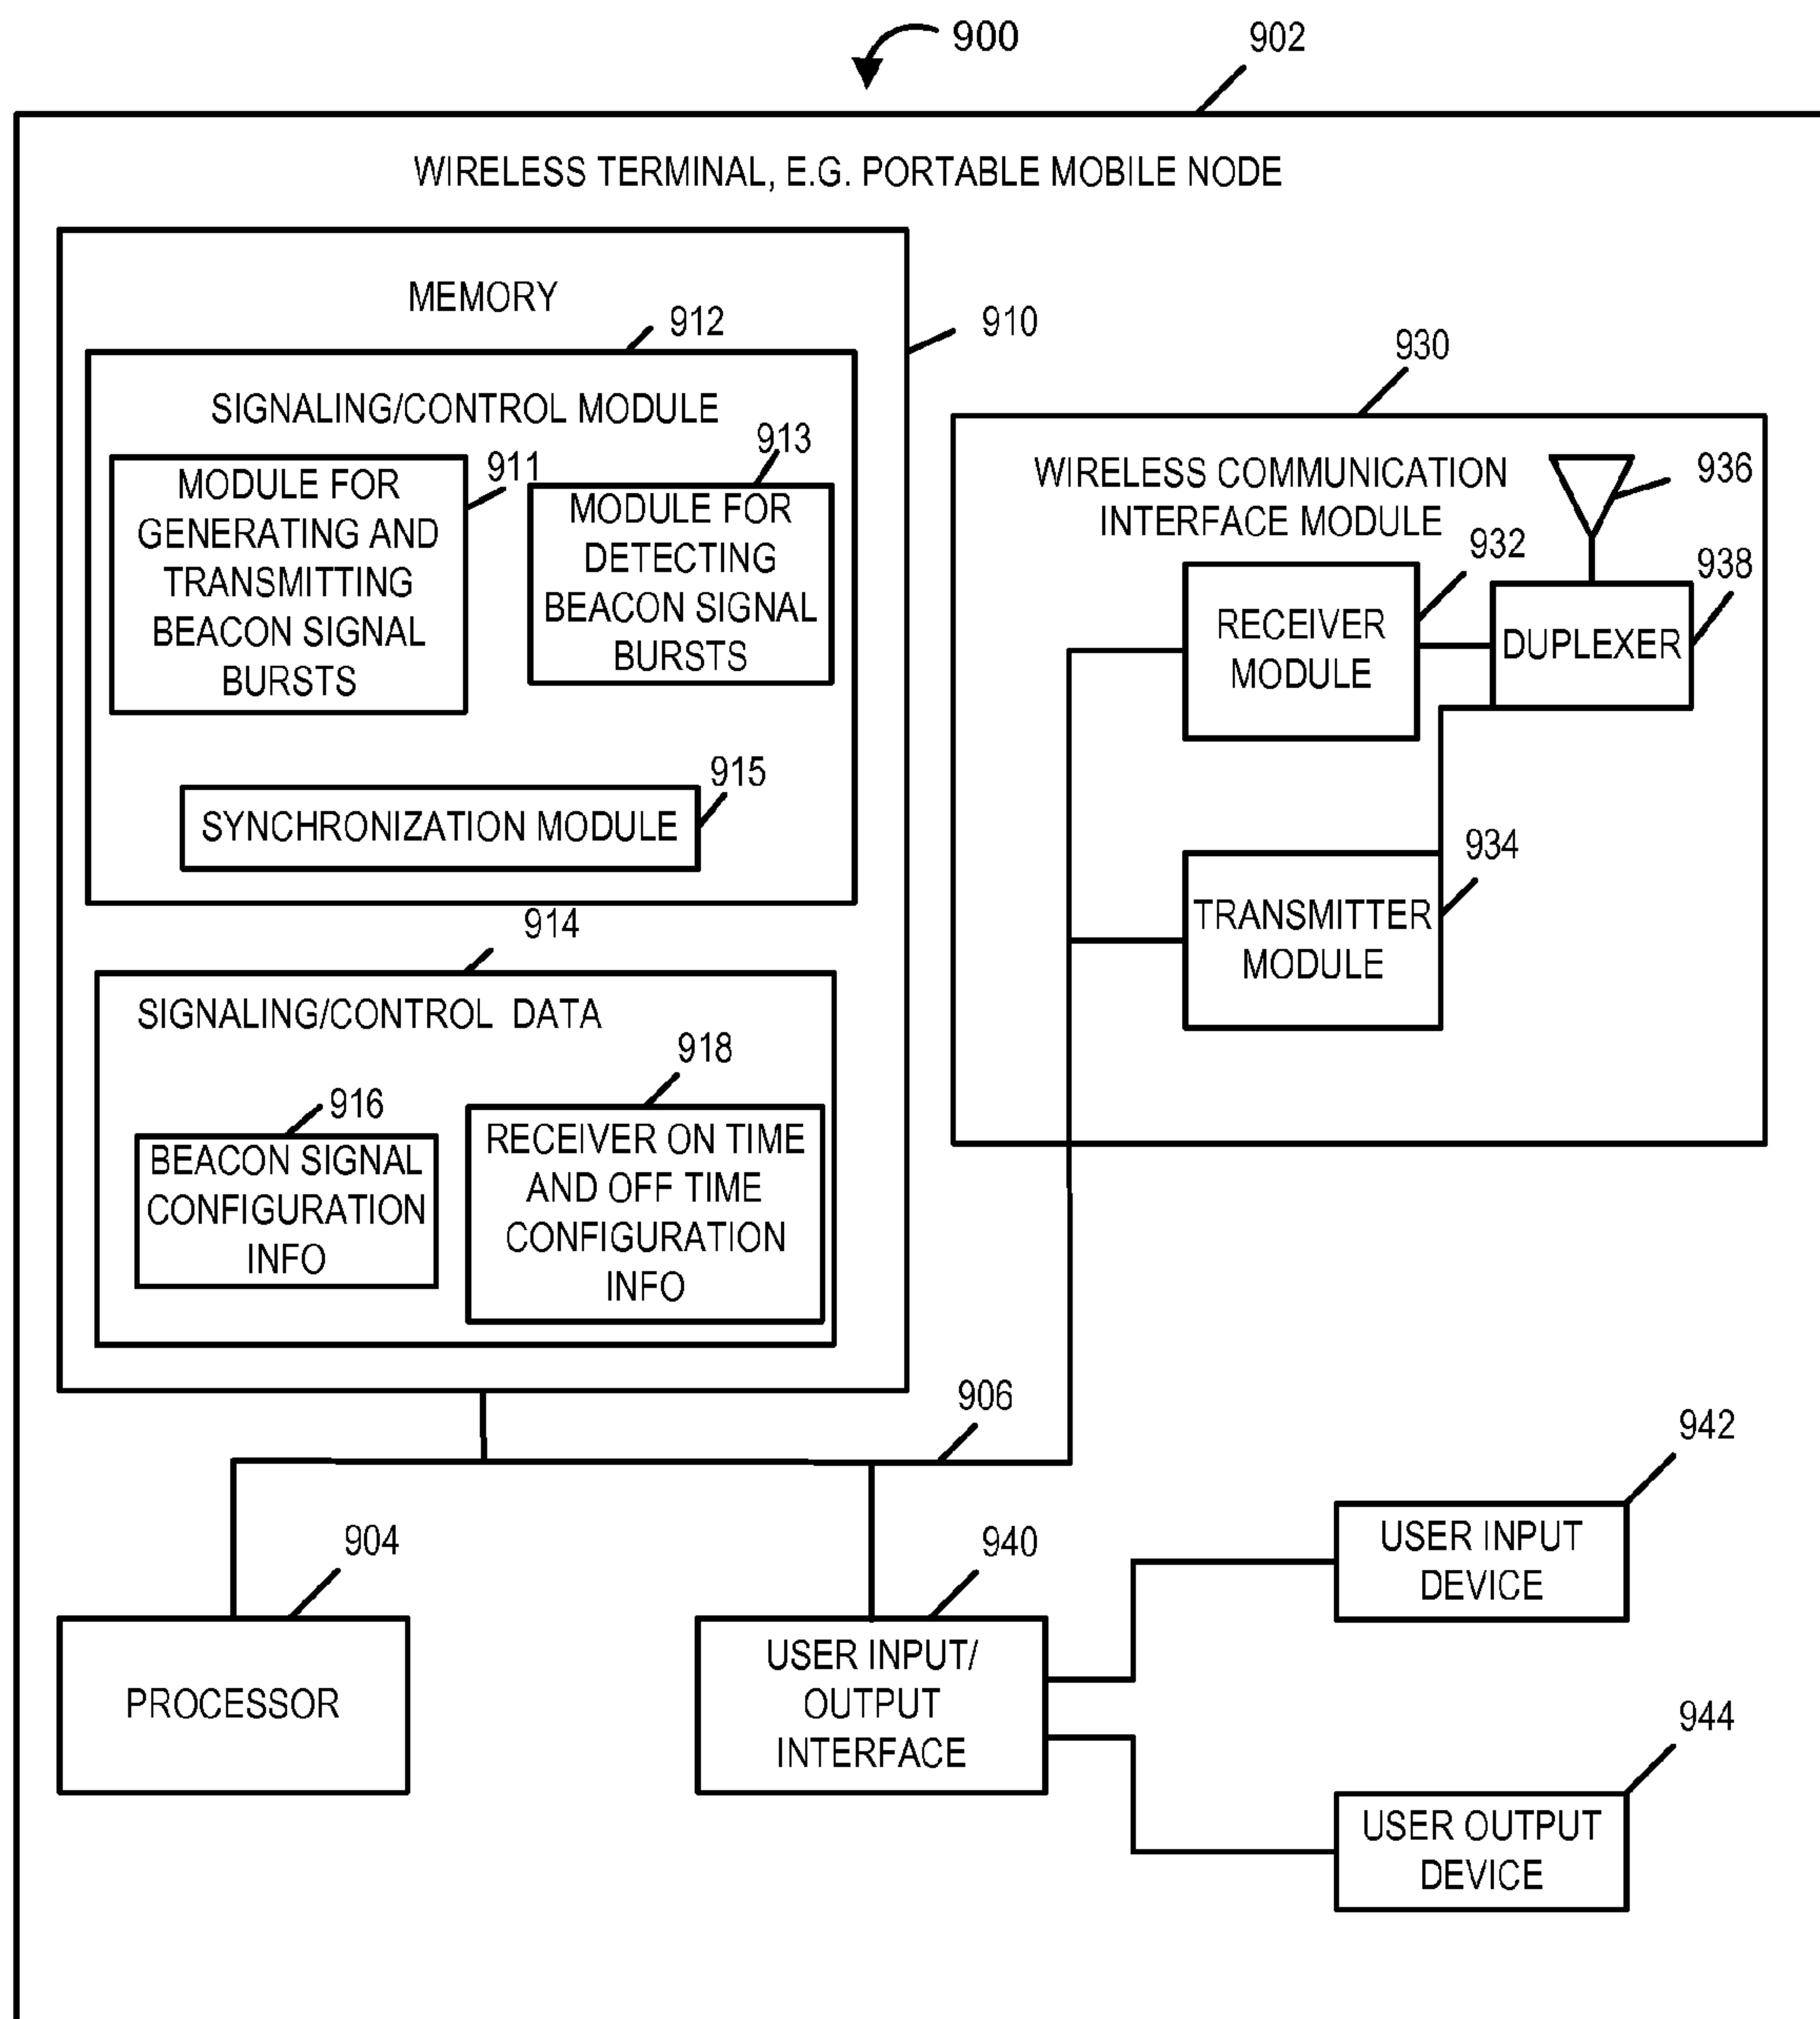 900
902
WIRELESS TERMINAL, E.G. PORTABLE MOBILE NODE
MEMORY
910
912
SIGNALING/CONTROL MODULE
911
MODULE FOR
GENERATING AND
TRANSMITTING
BEACON SIGNAL
BURSTS
913
MODULE FOR
DETECTING
BEACON SIGNAL
BURSTS
915
SYNCHRONIZATION MODULE
914
SIGNALING/CONTROL DATA
916
BEACON SIGNAL
CONFIGURATION
INFO
918
RECEIVER ON TIME
AND OFF TIME
CONFIGURATION
INFO
930
WIRELESS COMMUNICATION
INTERFACE MODULE
936
932
RECEIVER
MODULE
938
DUPLEXER
934
TRANSMITTER
MODULE
906
904
PROCESSOR
940
USER INPUT/
OUTPUT
INTERFACE
942
USER INPUT
DEVICE
944
USER OUTPUT
DEVICE